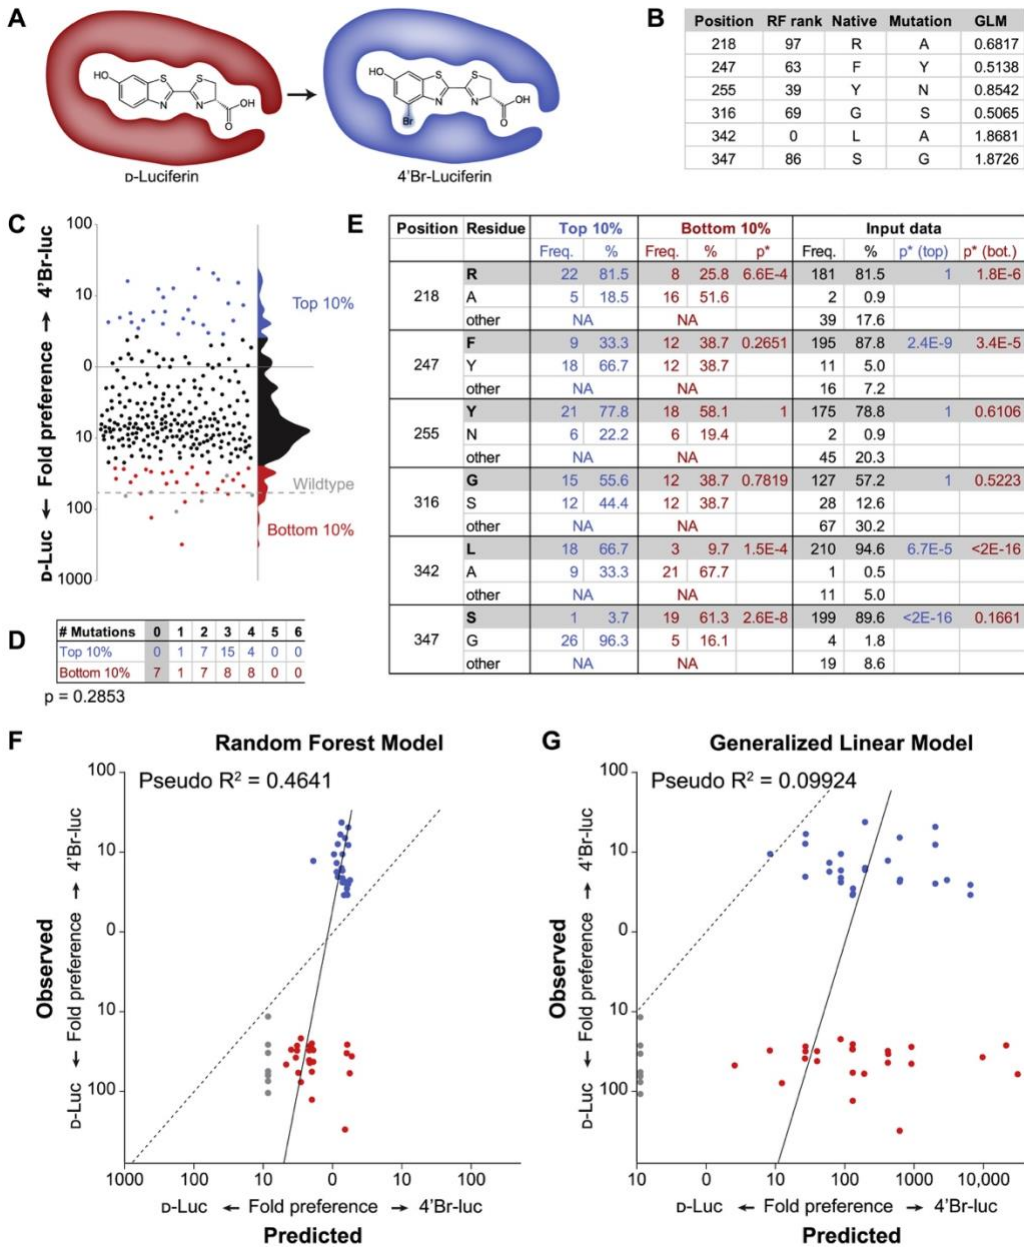 A
HO
S
N
S
N
OH
O
D-Luciferin
HO
S
N
S
N
OH
O
Br
4'Br-Luciferin
B
Position RF rank Native Mutation GLM
218 97 R A 0.6817
247 63 F Y 0.5138
255 39 Y N 0.8542
316 69 G S 0.5065
342 0 L A 1.8681
347 86 S G 1.8726
C
D-Luc ← Fold preference → 4'Br-luc
100
10
0
10
100
1000
Top 10%
Wildtype
Bottom 10%
D
# Mutations 0 1 2 3 4 5 6
Top 10% 0 1 7 15 4 0 0
Bottom 10% 7 1 7 8 8 0 0
p = 0.2853
E
Position Residue Top 10% Bottom 10% Input data
Freq. % Freq. % p* Freq. % p* (top) p* (bot.)
218 R 22 81.5 8 25.8 6.6E-4 181 81.5 1 1.8E-6
A 5 18.5 16 51.6 2 0.9
other NA NA 39 17.6
247 F 9 33.3 12 38.7 0.2651 195 87.8 2.4E-9 3.4E-5
Y 18 66.7 12 38.7 11 5.0
other NA NA 16 7.2
255 Y 21 77.8 18 58.1 1 175 78.8 1 0.6106
N 6 22.2 6 19.4 2 0.9
other NA NA 45 20.3
316 G 15 55.6 12 38.7 0.7819 127 57.2 1 0.5223
S 12 44.4 12 38.7 28 12.6
other NA NA 67 30.2
342 L 18 66.7 3 9.7 1.5E-4 210 94.6 6.7E-5 <2E-16
A 9 33.3 21 67.7 1 0.5
other NA NA 11 5.0
347 S 1 3.7 19 61.3 2.6E-8 199 89.6 <2E-16 0.1661
G 26 96.3 5 16.1 4 1.8
other NA NA 19 8.6
F
Random Forest Model
Pseudo R² = 0.4641
Observed
D-Luc ← Fold preference → 4'Br-luc
100
10
0
10
100
1000 100 10 0 10 100
D-Luc ← Fold preference → 4'Br-luc
Predicted
G
Generalized Linear Model
Pseudo R² = 0.09924
Observed
D-Luc ← Fold preference → 4'Br-luc
100
10
0
10
100
10 0 10 100 1000 10,000
D-Luc ← Fold preference → 4'Br-luc
Predicted